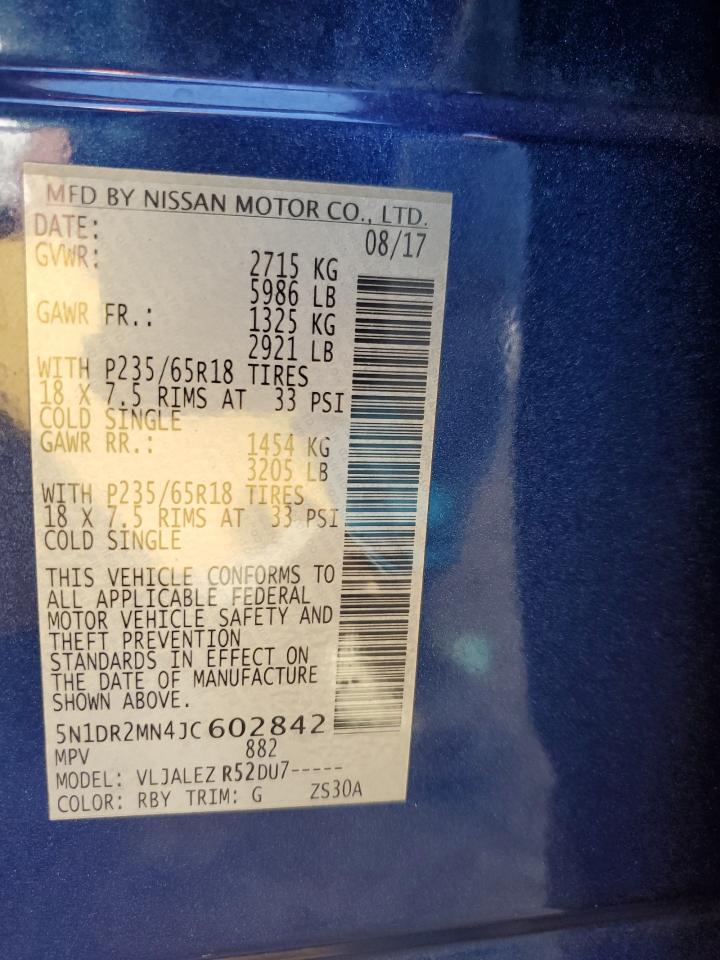 MFD BY NISSAN MOTOR CO., LTD.
DATE: 08/17
GVWR: 2715 KG
5986 LB
GAWR FR.: 1325 KG
2921 LB
WITH P235/65R18 TIRES
18 X 7.5 RIMS AT 33 PSI
COLD SINGLE
GAWR RR.: 1454 KG
3205 LB
WITH P235/65R18 TIRES
18 X 7.5 RIMS AT 33 PSI
COLD SINGLE
THIS VEHICLE CONFORMS TO
ALL APPLICABLE FEDERAL
MOTOR VEHICLE SAFETY AND
THEFT PREVENTION
STANDARDS IN EFFECT ON
THE DATE OF MANUFACTURE
SHOWN ABOVE.
5N1DR2MN4JC602842
MPV 882
MODEL: VLJALEZ R52DU7-----
COLOR: RBY TRIM: G ZS30A